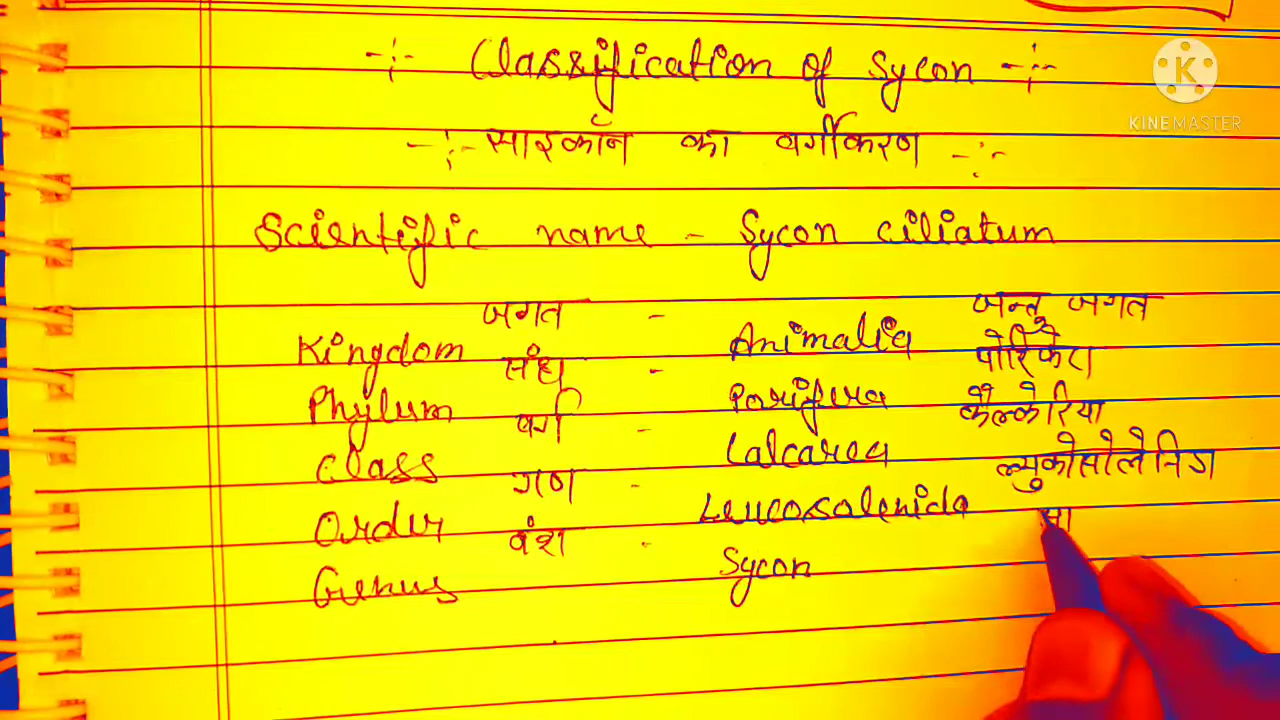 Classification of Sycon
साइकॉन का वर्गीकरण
Scientific name - Sycon ciliatum
Kingdom जगत - Animalia जन्तु जगत
Phylum संघ - Porifera पोरिफेरा
Class वर्ग - Calcarea कैल्केरिया
Order गण - Leucosolenida ल्युकोसोलेनिडा
Genus वंश - Sycon सा
KINEMASTER